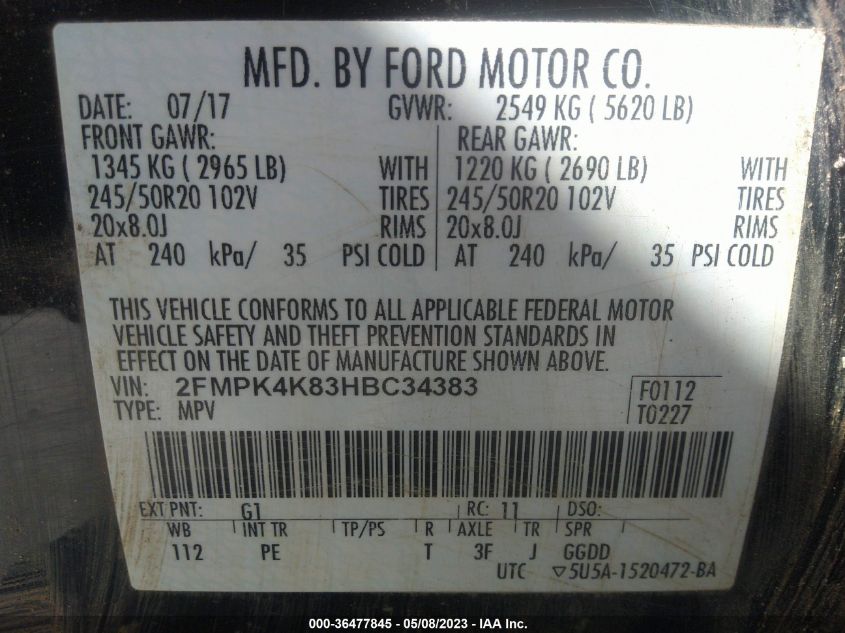 MFD. BY FORD MOTOR CO.
DATE: 07/17 GVWR: 2549 KG ( 5620 LB)
FRONT GAWR: REAR GAWR:
1345 KG ( 2965 LB) WITH 1220 KG ( 2690 LB) WITH
245/50R20 102V TIRES 245/50R20 102V TIRES
20x8.0J RIMS 20x8.0J RIMS
AT 240 kPa/ 35 PSI COLD AT 240 kPa/ 35 PSI COLD
THIS VEHICLE CONFORMS TO ALL APPLICABLE FEDERAL MOTOR
VEHICLE SAFETY AND THEFT PREVENTION STANDARDS IN
EFFECT ON THE DATE OF MANUFACTURE SHOWN ABOVE.
VIN: 2FMPK4K83HBC34383 F0112
TYPE: MPV T0227
EXT PNT: G1 RC: 11 DSO:
WB INT TR TP/PS R AXLE TR SPR
112 PE T 3F J GGDD
UTC ▽5U5A-1520472-BA
000-36477845 - 05/08/2023 - IAA Inc.